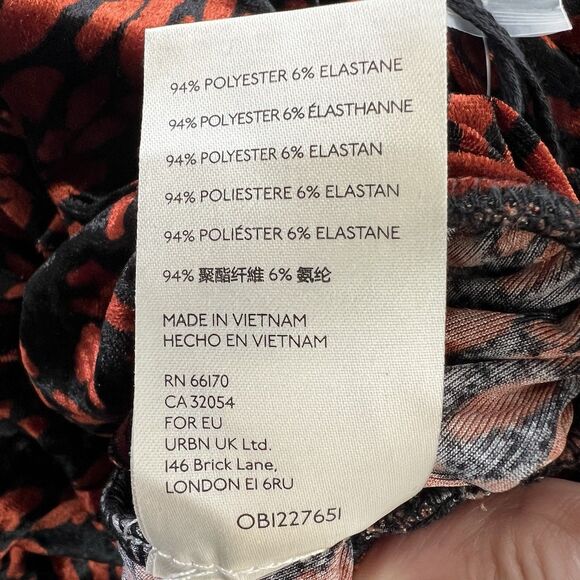 94% POLYESTER 6% ELASTANE
94% POLYESTER 6% ÉLASTHANNE
94% POLYESTER 6% ELASTAN
94% POLIESTERE 6% ELASTAN
94% POLIÉSTER 6% ELASTANE
94% 聚酯纤維 6% 氨纶
MADE IN VIETNAM
HECHO EN VIETNAM
RN 66170
CA 32054
FOR EU
URBN UK Ltd.
146 Brick Lane,
LONDON E1 6RU
OB1227651